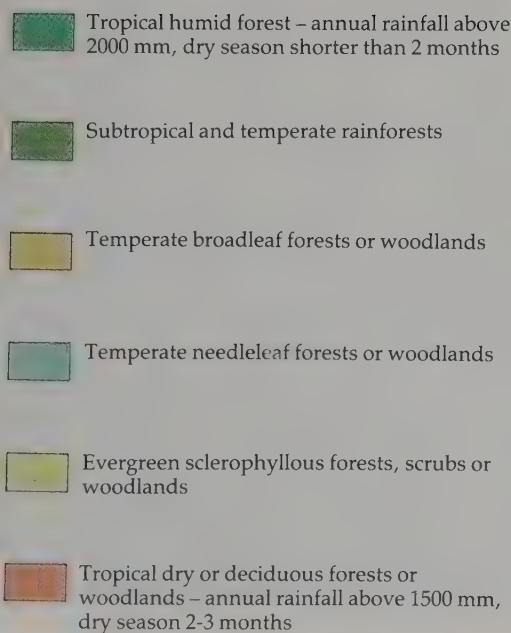 Tropical humid forest – annual rainfall above
2000 mm, dry season shorter than 2 months
Subtropical and temperate rainforests
Temperate broadleaf forests or woodlands
Temperate needleleaf forests or woodlands
Evergreen sclerophyllous forests, scrubs or
woodlands
Tropical dry or deciduous forests or
woodlands – annual rainfall above 1500 mm,
dry season 2-3 months